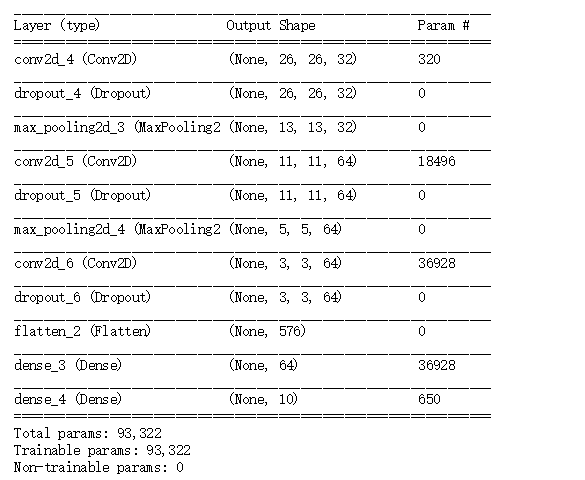 Layer (type) Output Shape Param #
conv2d_4 (Conv2D) (None, 26, 26, 32) 320
dropout_4 (Dropout) (None, 26, 26, 32) 0
max_pooling2d_3 (MaxPooling2 (None, 13, 13, 32) 0
conv2d_5 (Conv2D) (None, 11, 11, 64) 18496
dropout_5 (Dropout) (None, 11, 11, 64) 0
max_pooling2d_4 (MaxPooling2 (None, 5, 5, 64) 0
conv2d_6 (Conv2D) (None, 3, 3, 64) 36928
dropout_6 (Dropout) (None, 3, 3, 64) 0
flatten_2 (Flatten) (None, 576) 0
dense_3 (Dense) (None, 64) 36928
dense_4 (Dense) (None, 10) 650
Total params: 93,322
Trainable params: 93,322
Non-trainable params: 0